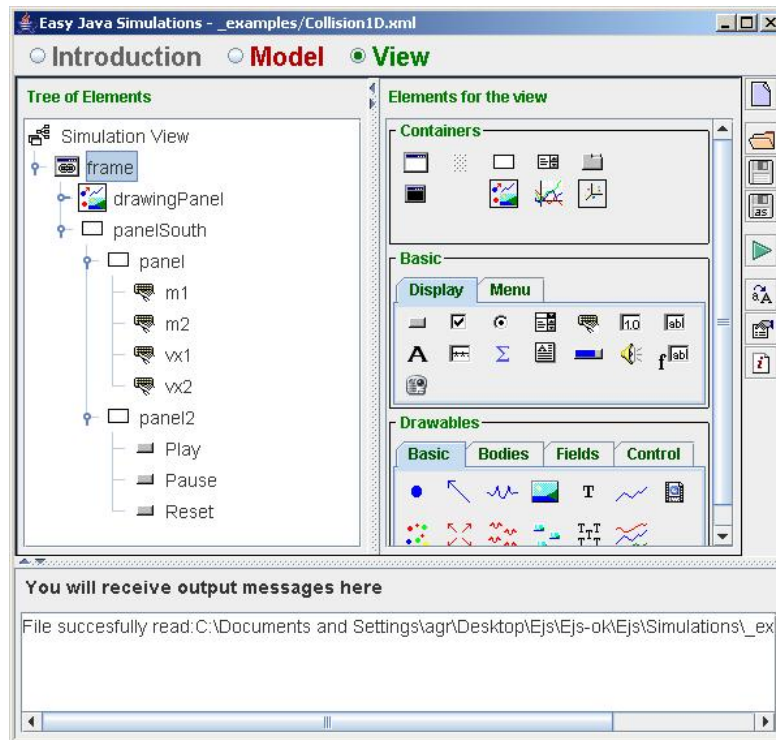 Easy Java Simulations - _examples/Collision1D.xml
Introduction Model View
Tree of Elements
Simulation View
frame
drawingPanel
panelSouth
panel
m1
m2
vx1
vx2
panel2
Play
Pause
Reset
Elements for the view
Containers
Basic
Display Menu
1.0 abI
A Σ f abI
Drawables
Basic Bodies Fields Control
T
T T T
as
a A
i
You will receive output messages here
File succesfully read:C:\Documents and Settings\agr\Desktop\Ejs\Ejs-ok\Ejs\Simulations\_ex